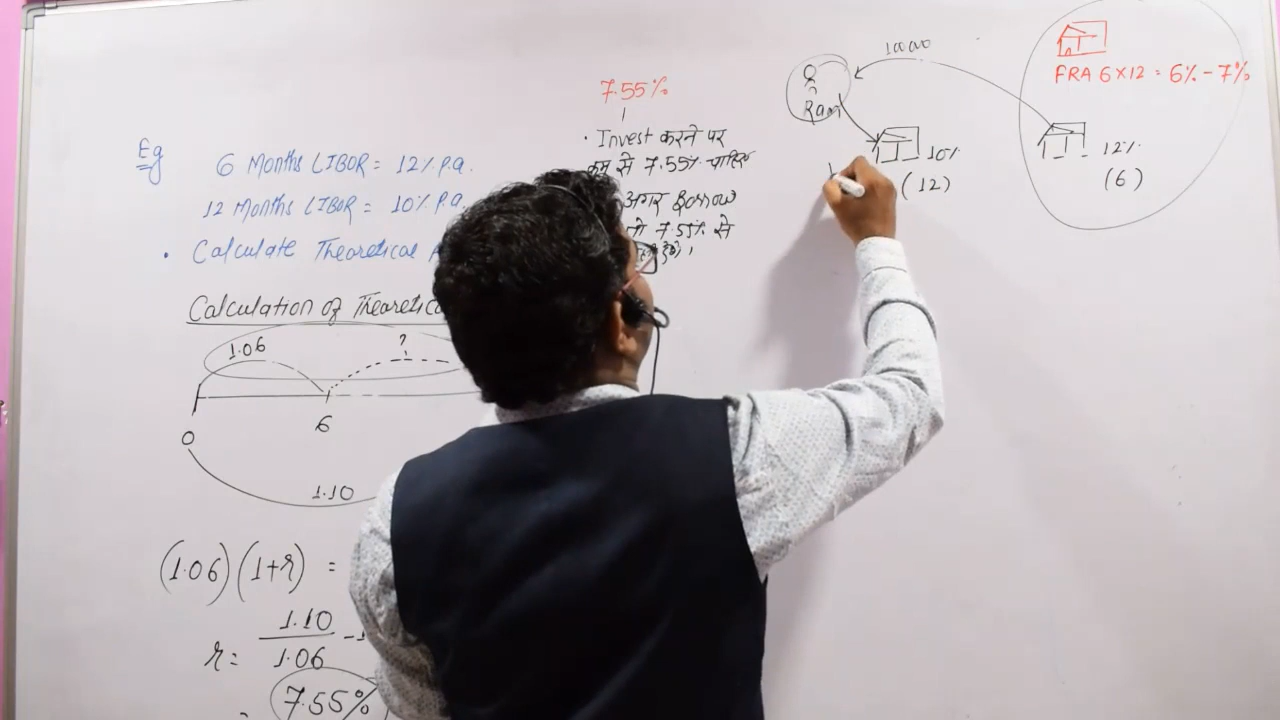 Eg
6 Months LIBOR = 12% P.a.
12 Months LIBOR = 10% P.a.
• Calculate Theoretical
Calculation of Theoretica
1.06
?
0
6
1.10
(1.06)(1+r) =
r = 1.10 / 1.06 -1
= 7.55%
7.55%
• Invest करने पर
कम से 7.55% चाहिए
अगर Borrow
7.55% से
Ram
10000
10%
(12)
FRA 6×12 = 6% - 7%
12%
(6)